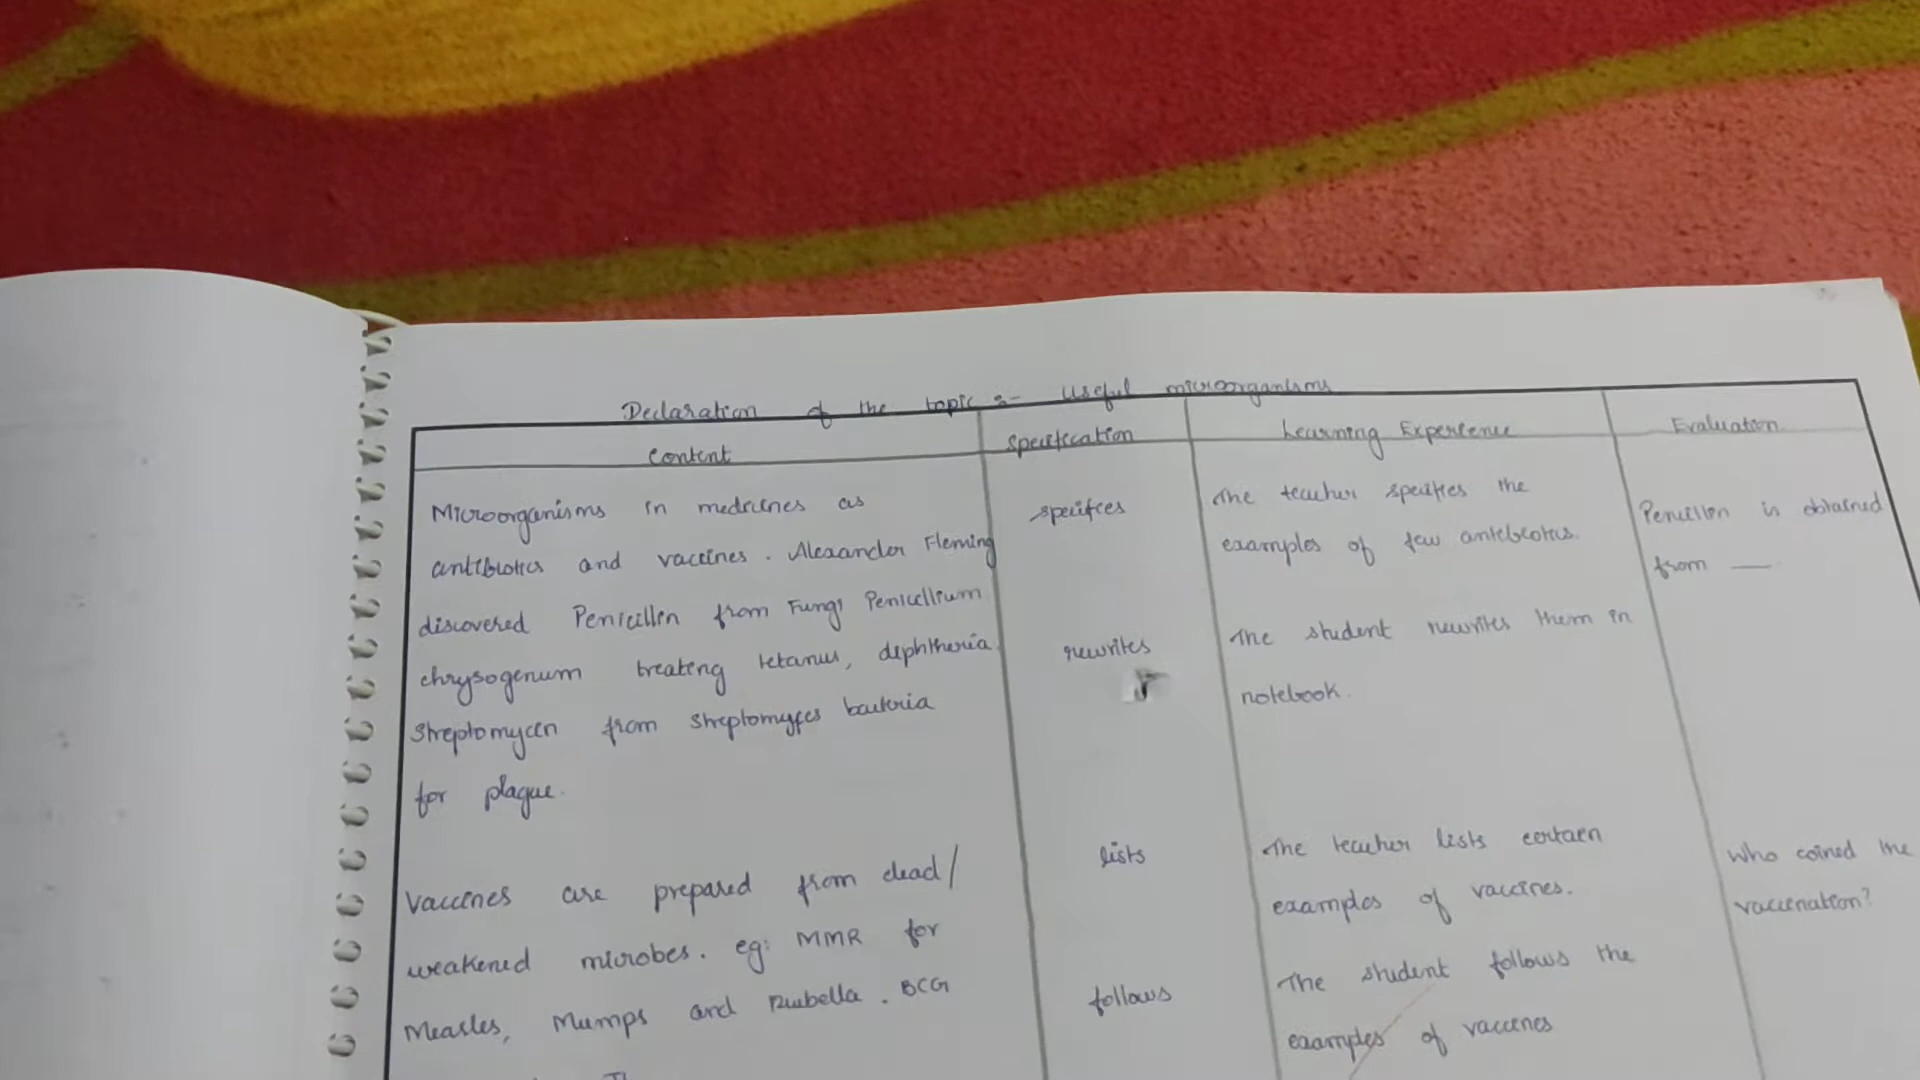 Declaration of the topic :- Useful microorganisms
Content
Specification
Learning Experience
Evaluation
Microorganisms in medicines as
antibiotics and vaccines. Alexander Fleming
discovered Penicillin from Fungi Penicillium
chrysogenum treating tetanus, diphtheria.
Streptomycin from Streptomyces bacteria
for plague.
specifies
The teacher specifies the
examples of few antibiotics.
Penicillin is obtained
from —
rewrites
The student rewrites them in
notebook.
Vaccines are prepared from dead/
weakened microbes. eg: MMR for
Measles, Mumps and Rubella. BCG
lists
The teacher lists certain
examples of vaccines.
Who coined the
vaccination?
follows
The student follows the
examples of vaccines